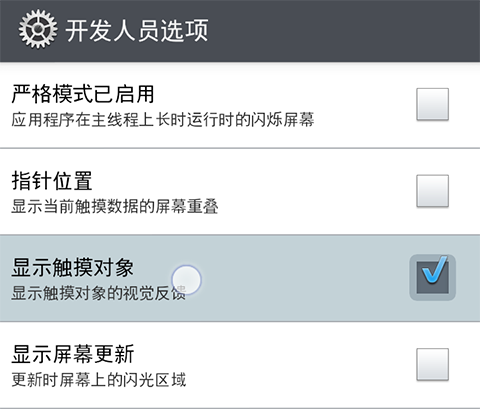 开发人员选项
严格模式已启用
应用程序在主线程上长时运行时的闪烁屏幕
指针位置
显示当前触摸数据的屏幕重叠
显示触摸对象
显示触摸对象的视觉反馈
显示屏幕更新
更新时屏幕上的闪光区域